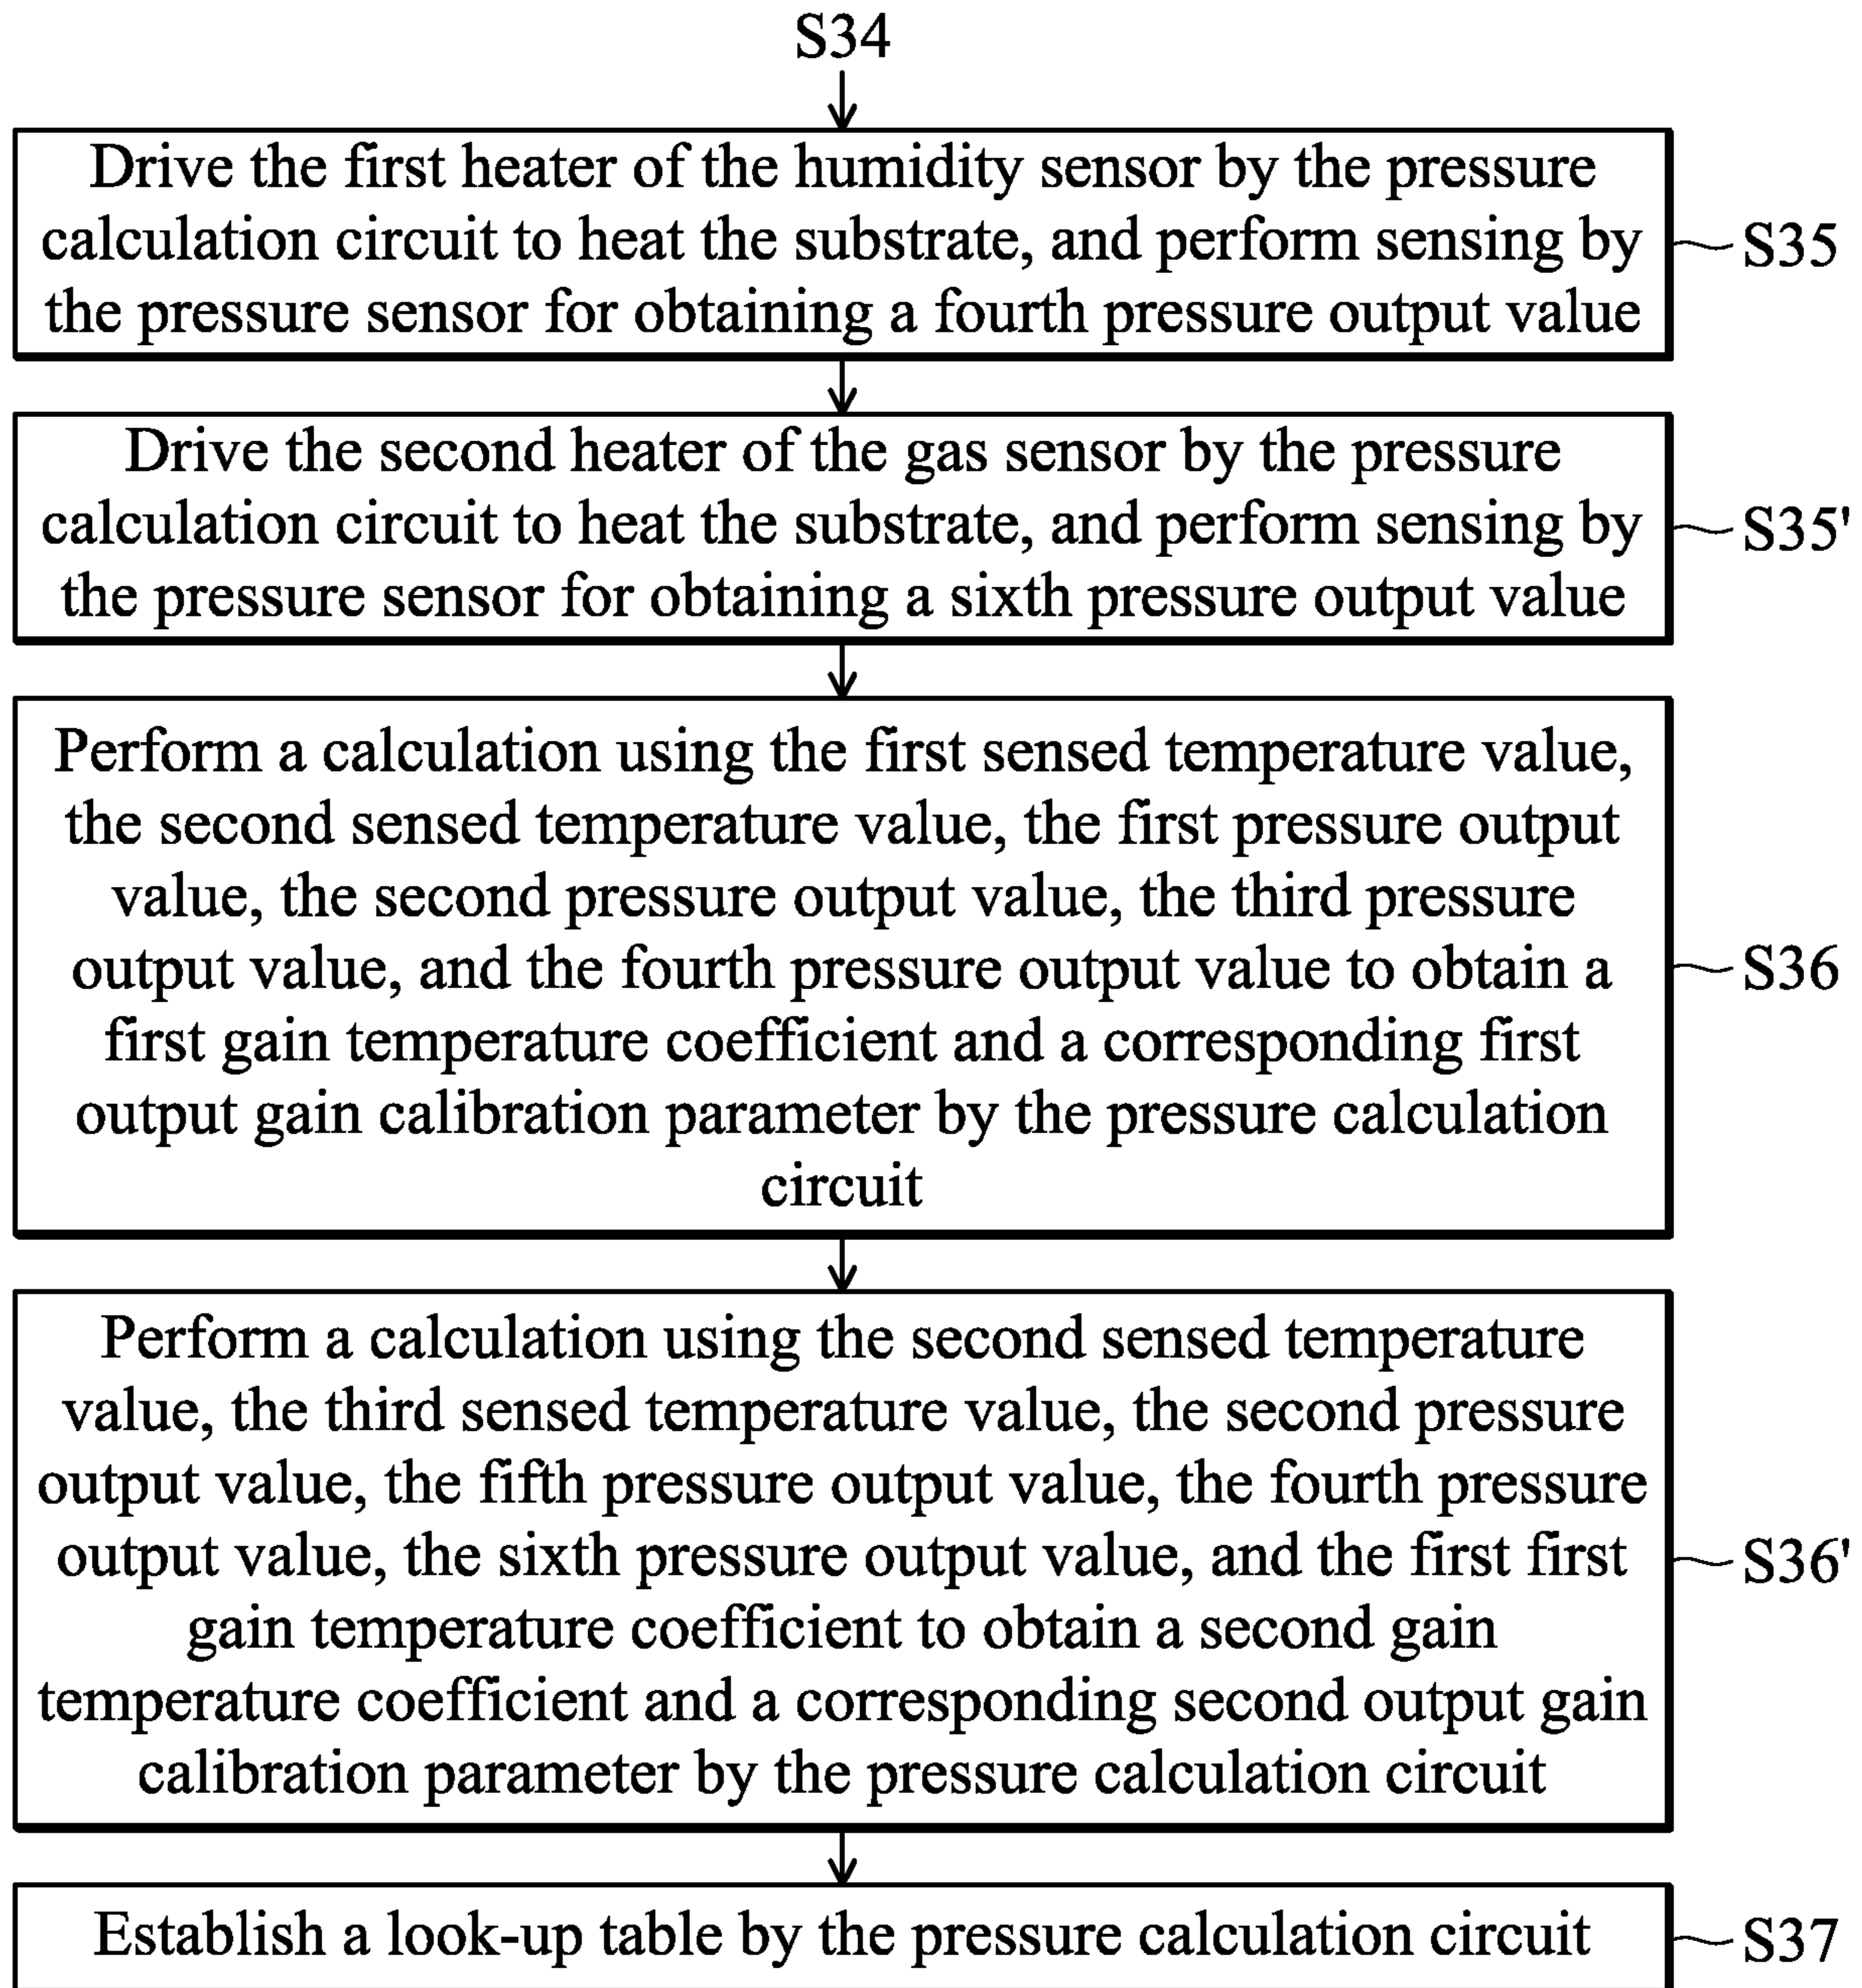 S34
Drive the first heater of the humidity sensor by the pressure
calculation circuit to heat the substrate, and perform sensing by
the pressure sensor for obtaining a fourth pressure output value
S35
Drive the second heater of the gas sensor by the pressure
calculation circuit to heat the substrate, and perform sensing by
the pressure sensor for obtaining a sixth pressure output value
S35'
Perform a calculation using the first sensed temperature value,
the second sensed temperature value, the first pressure output
value, the second pressure output value, the third pressure
output value, and the fourth pressure output value to obtain a
first gain temperature coefficient and a corresponding first
output gain calibration parameter by the pressure calculation
circuit
S36
Perform a calculation using the second sensed temperature
value, the third sensed temperature value, the second pressure
output value, the fifth pressure output value, the fourth pressure
output value, the sixth pressure output value, and the first first
gain temperature coefficient to obtain a second gain
temperature coefficient and a corresponding second output gain
calibration parameter by the pressure calculation circuit
S36'
Establish a look-up table by the pressure calculation circuit
S37